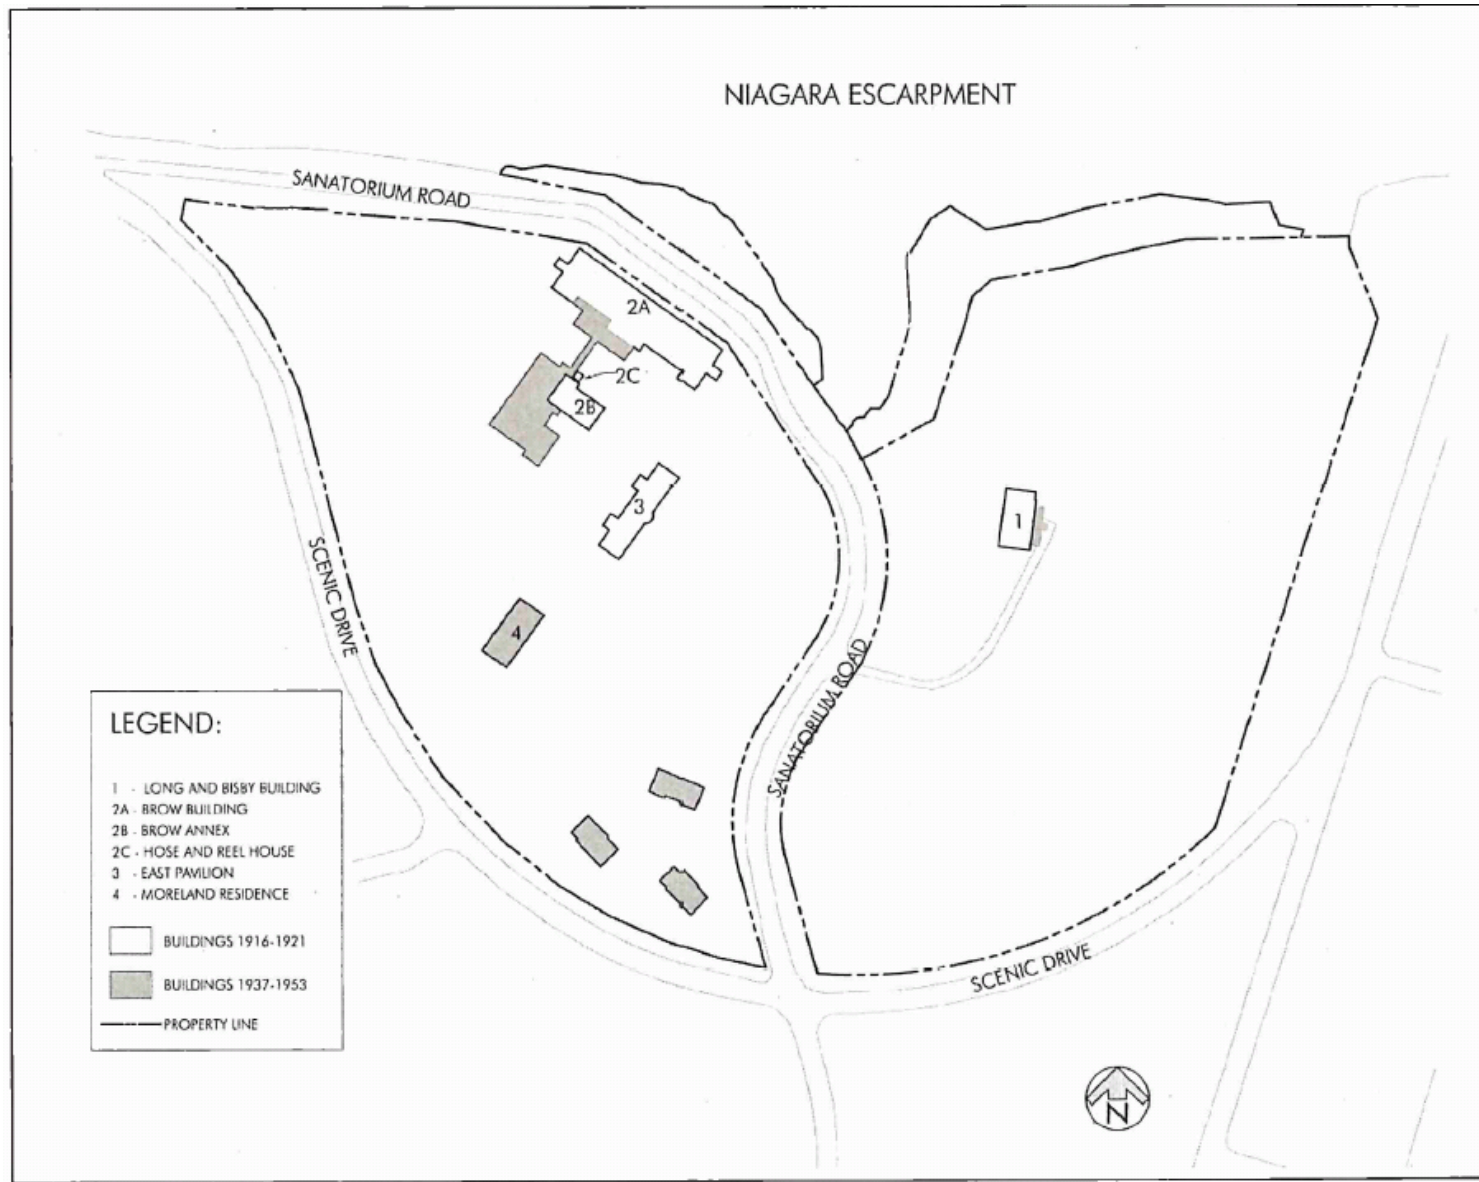 NIAGARA ESCARPMENT
SANATORIUM ROAD
2A
2C
2B
3
1
4
SCENIC DRIVE
SANATORIUM ROAD
SCENIC DRIVE
LEGEND:
1 - LONG AND BISBY BUILDING
2A - BROW BUILDING
2B - BROW ANNEX
2C - HOSE AND REEL HOUSE
3 - EAST PAVILION
4 - MORELAND RESIDENCE
BUILDINGS 1916-1921
BUILDINGS 1937-1953
PROPERTY LINE
N